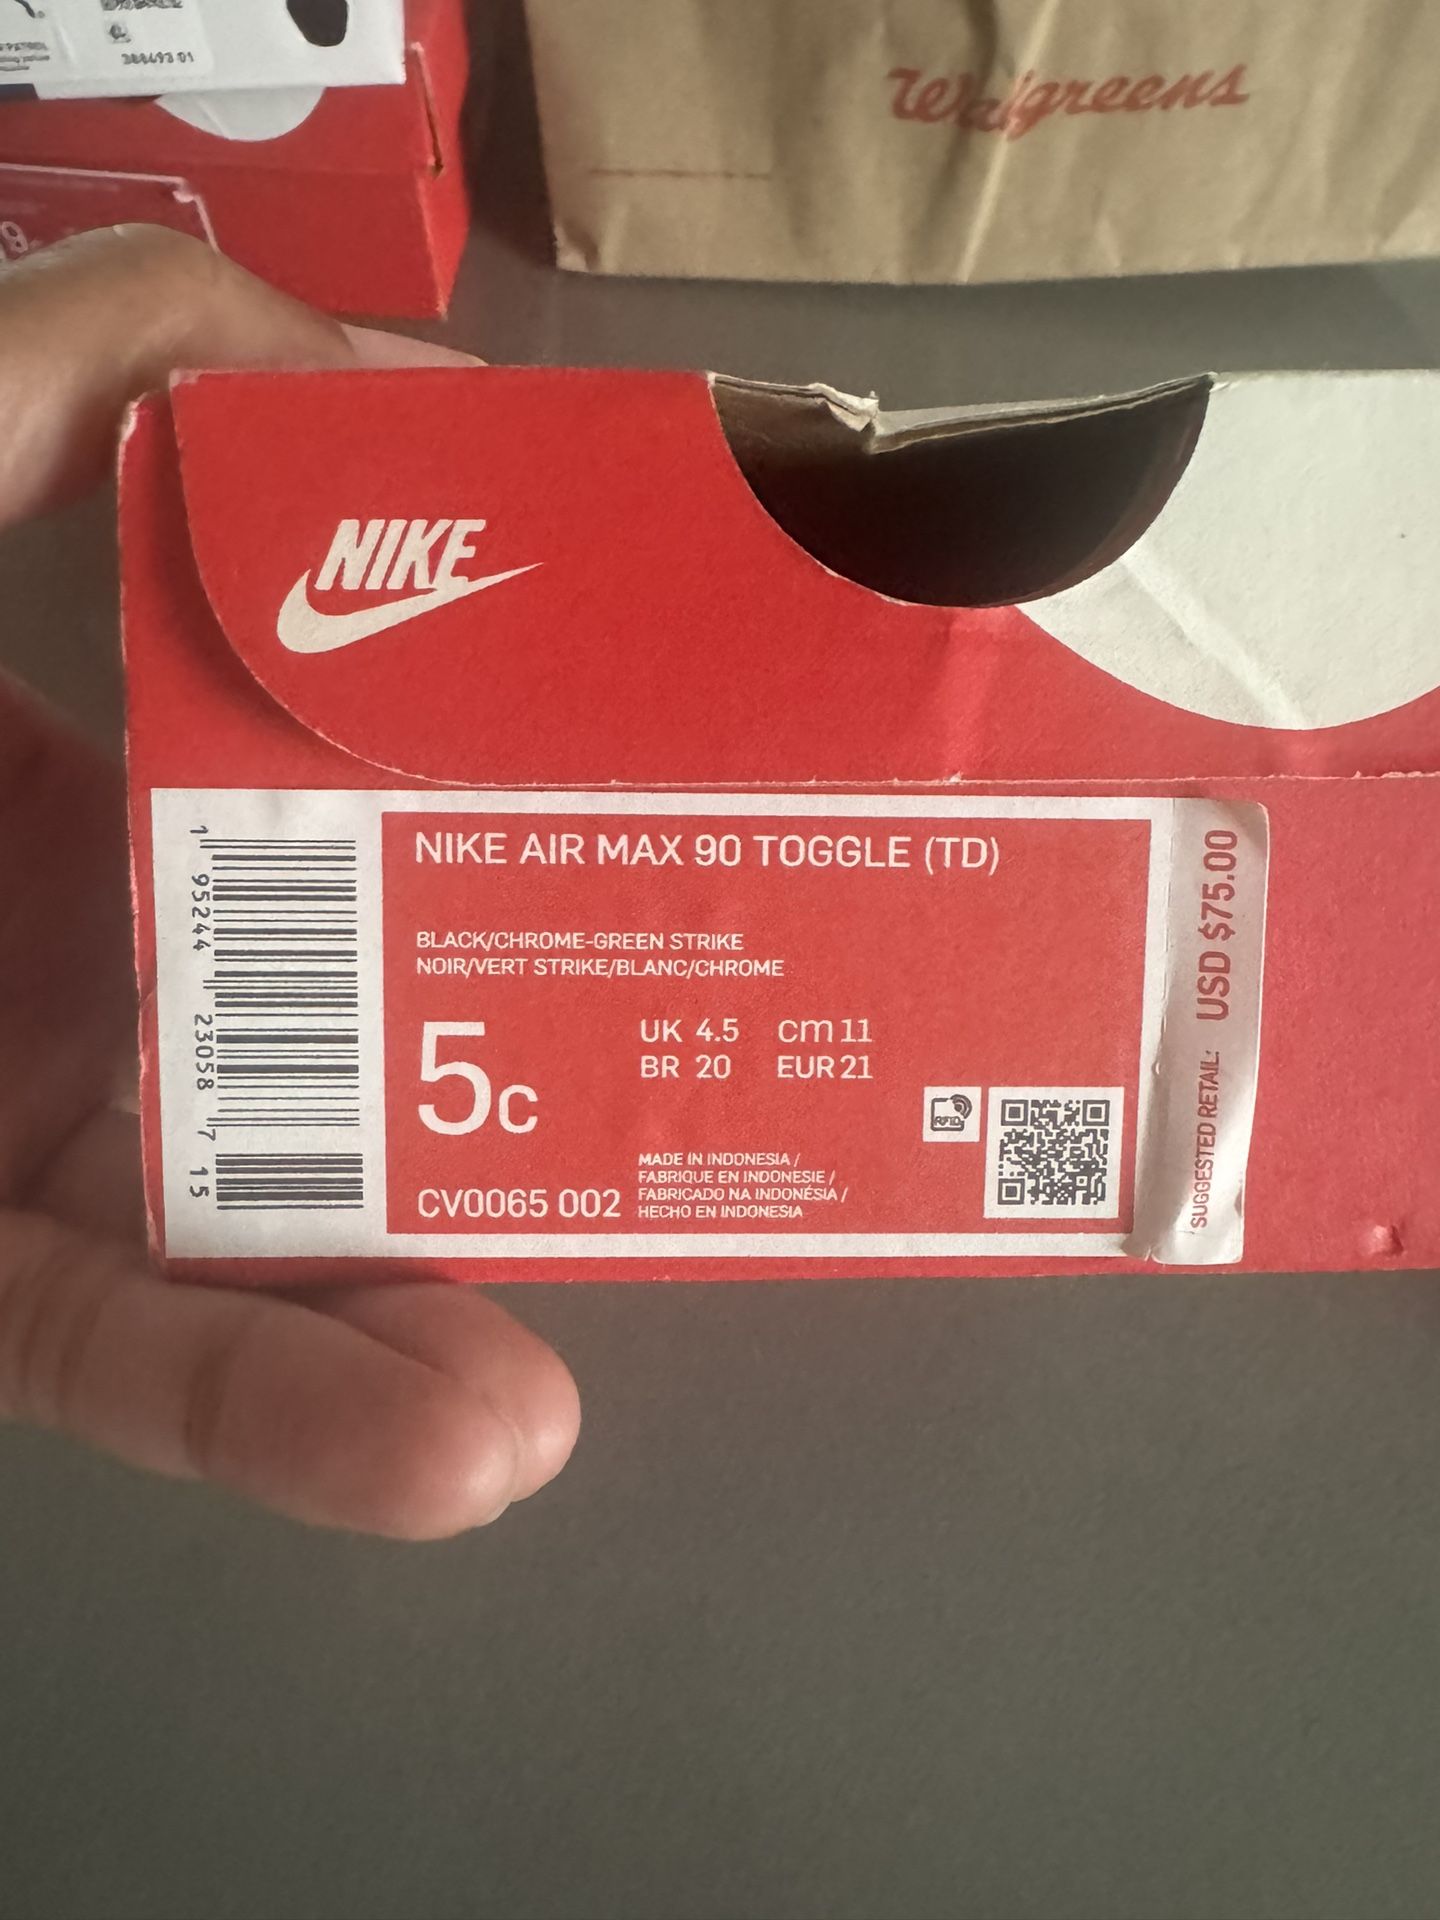 388493 01
Walgreens
NIKE
NIKE AIR MAX 90 TOGGLE (TD)
BLACK/CHROME-GREEN STRIKE
NOIR/VERT STRIKE/BLANC/CHROME
5C
UK 4.5 cm 11
BR 20 EUR 21
CV0065 002
MADE IN INDONESIA /
FABRIQUE EN INDONESIE /
FABRICADO NA INDONÉSIA /
HECHO EN INDONESIA
1 95244 23058 7 15
SUGGESTED RETAIL: USD $75.00